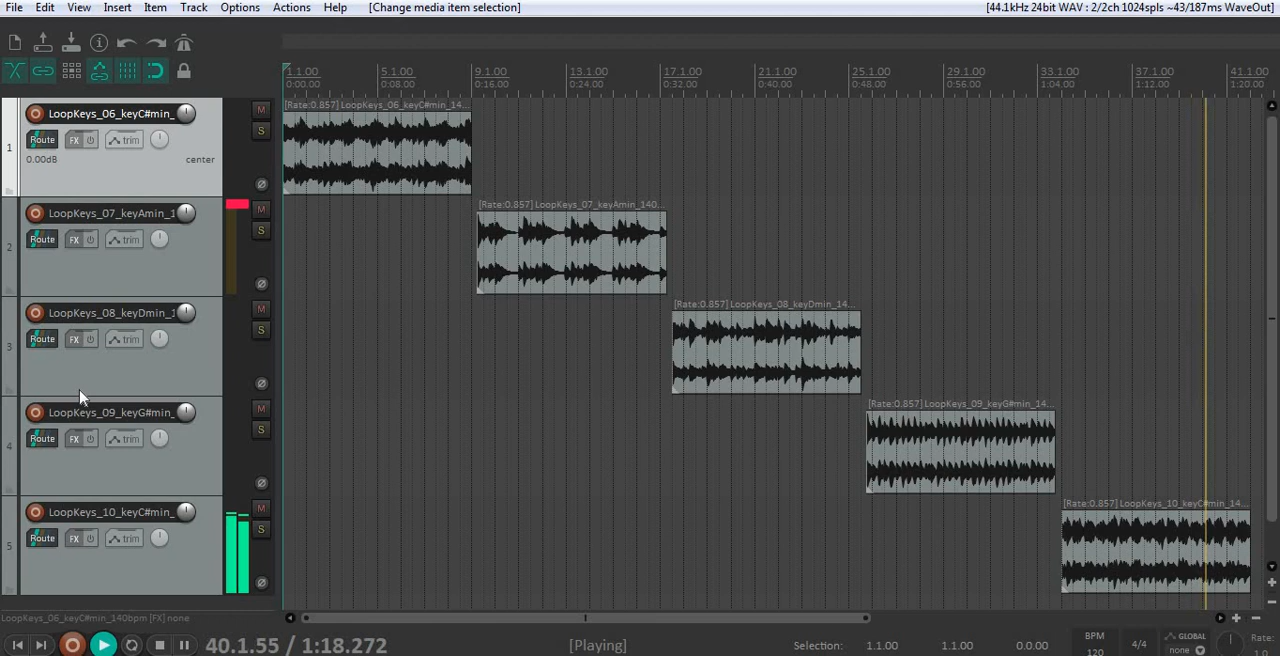 File Edit View Insert Item Track Options Actions Help [Change media item selection] [44.1kHz 24bit WAV : 2/2ch 1024spls ~43/187ms WaveOut]
1.1.00 5.1.00 9.1.00 13.1.00 17.1.00 21.1.00 25.1.00 29.1.00 33.1.00 37.1.00 41.1.00
0:00.00 0:08.00 0:16.00 0:24.00 0:32.00 0:40.00 0:48.00 0:56.00 1:04.00 1:12.00 1:20.00
1 LoopKeys_06_keyC#min_ M
Route FX trim S
0.00dB center
[Rate:0.857] LoopKeys_06_keyC#min_14...
2 LoopKeys_07_keyAmin_1 M
Route FX trim S
[Rate:0.857] LoopKeys_07_keyAmin_140...
3 LoopKeys_08_keyDmin_1 M
Route FX trim S
[Rate:0.857] LoopKeys_08_keyDmin_14...
4 LoopKeys_09_keyG#min_ M
Route FX trim S
[Rate:0.857] LoopKeys_09_keyG#min_14...
5 LoopKeys_10_keyC#min_ M
Route FX trim S
[Rate:0.857] LoopKeys_10_keyC#min_14...
LoopKeys_06_keyC#min_140bpm [FX] none
40.1.55 / 1:18.272 [Playing] Selection: 1.1.00 1.1.00 0.0.00 BPM 120 4/4 GLOBAL none Rate: 1.0